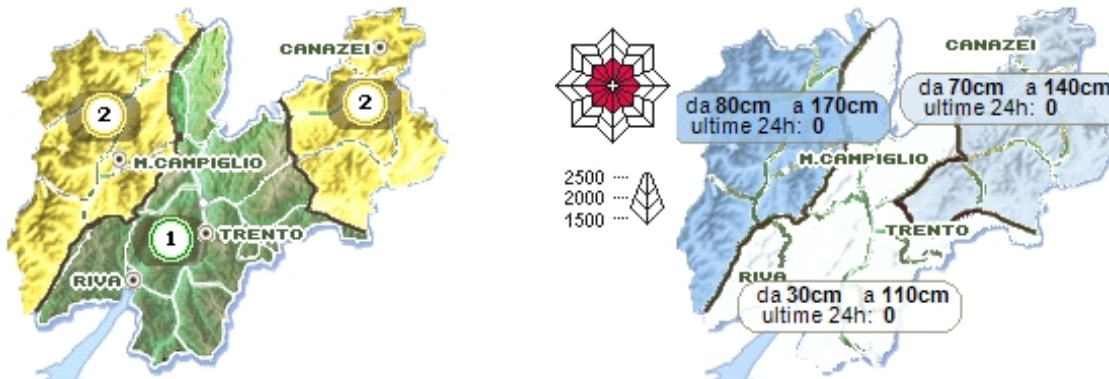 CANAZEI
2
2
M.CAMPIGLIO
1
TRENTO
RIVA
2500
2000
1500
CANAZEI
da 70cm a 140cm
ultime 24h: 0
da 80cm a 170cm
ultime 24h: 0
M.CAMPIGLIO
TRENTO
RIVA
da 30cm a 110cm
ultime 24h: 0